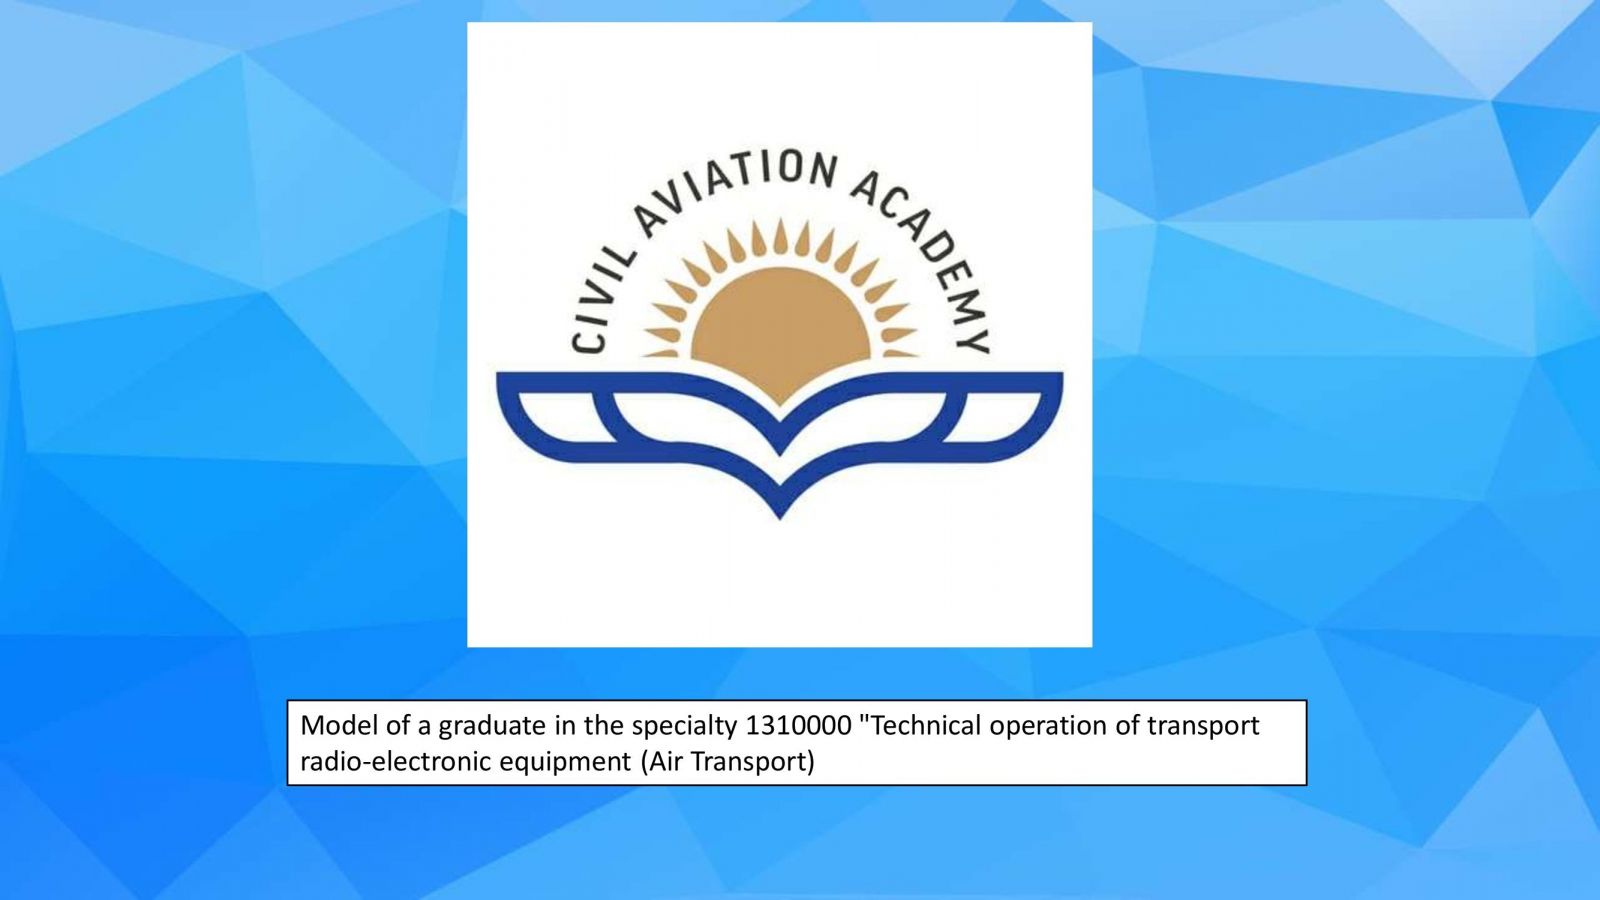 CIVIL AVIATION ACADEMY
Model of a graduate in the specialty 1310000 "Technical operation of transport
radio-electronic equipment (Air Transport)